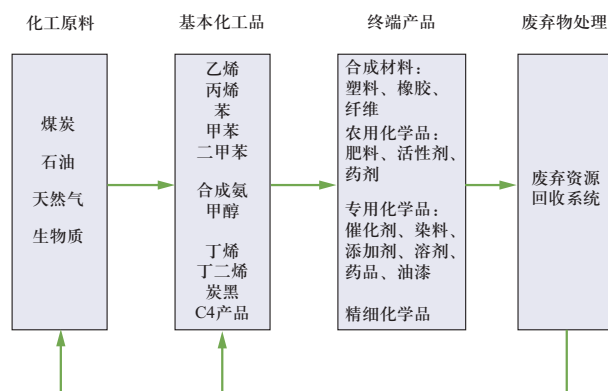 化工原料
基本化工品
终端产品
废弃物处理
煤炭
石油
天然气
生物质
乙烯
丙烯
苯
甲苯
二甲苯
合成氨
甲醇
丁烯
丁二烯
炭黑
C4产品
合成材料：
塑料、橡胶、
纤维
农用化学品：
肥料、活性剂、
药剂
专用化学品：
催化剂、染料、
添加剂、溶剂、
药品、油漆
精细化学品
废弃资源
回收系统